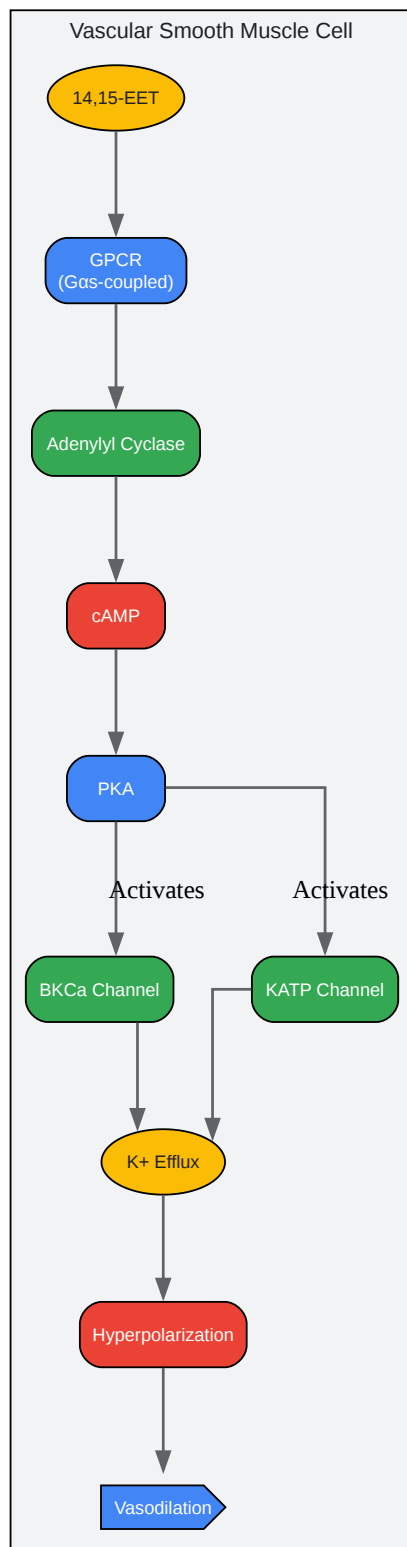 Vascular Smooth Muscle Cell
14,15-EET
GPCR
(Gαs-coupled)
Adenylyl Cyclase
cAMP
PKA
Activates
Activates
BKCa Channel
KATP Channel
K+ Efflux
Hyperpolarization
Vasodilation